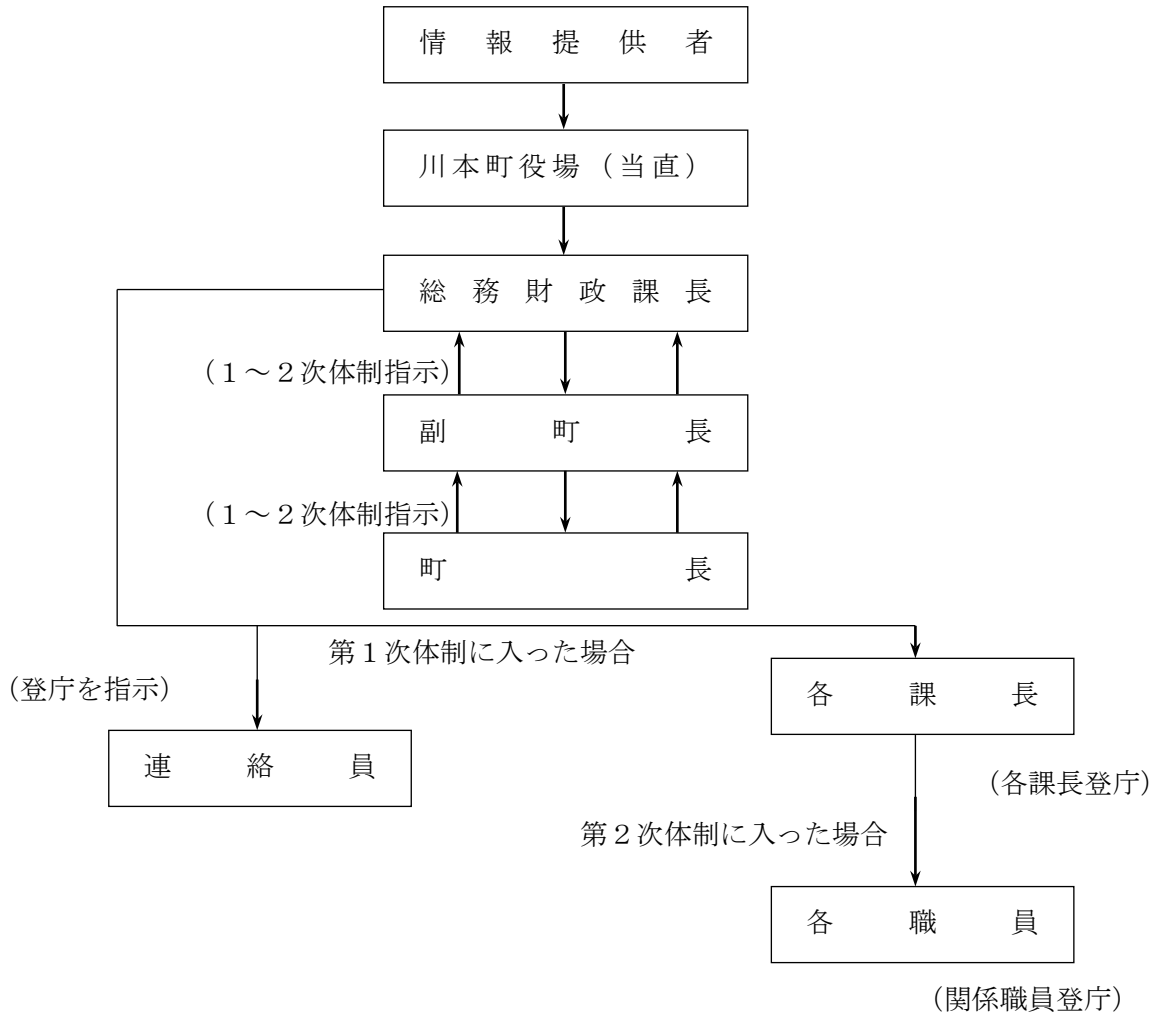 情報提供者
川本町役場（当直）
総務財政課長
（１～２次体制指示）
副町長
（１～２次体制指示）
町長
第１次体制に入った場合
（登庁を指示）
各課長
連絡員
（各課長登庁）
第２次体制に入った場合
各職員
（関係職員登庁）